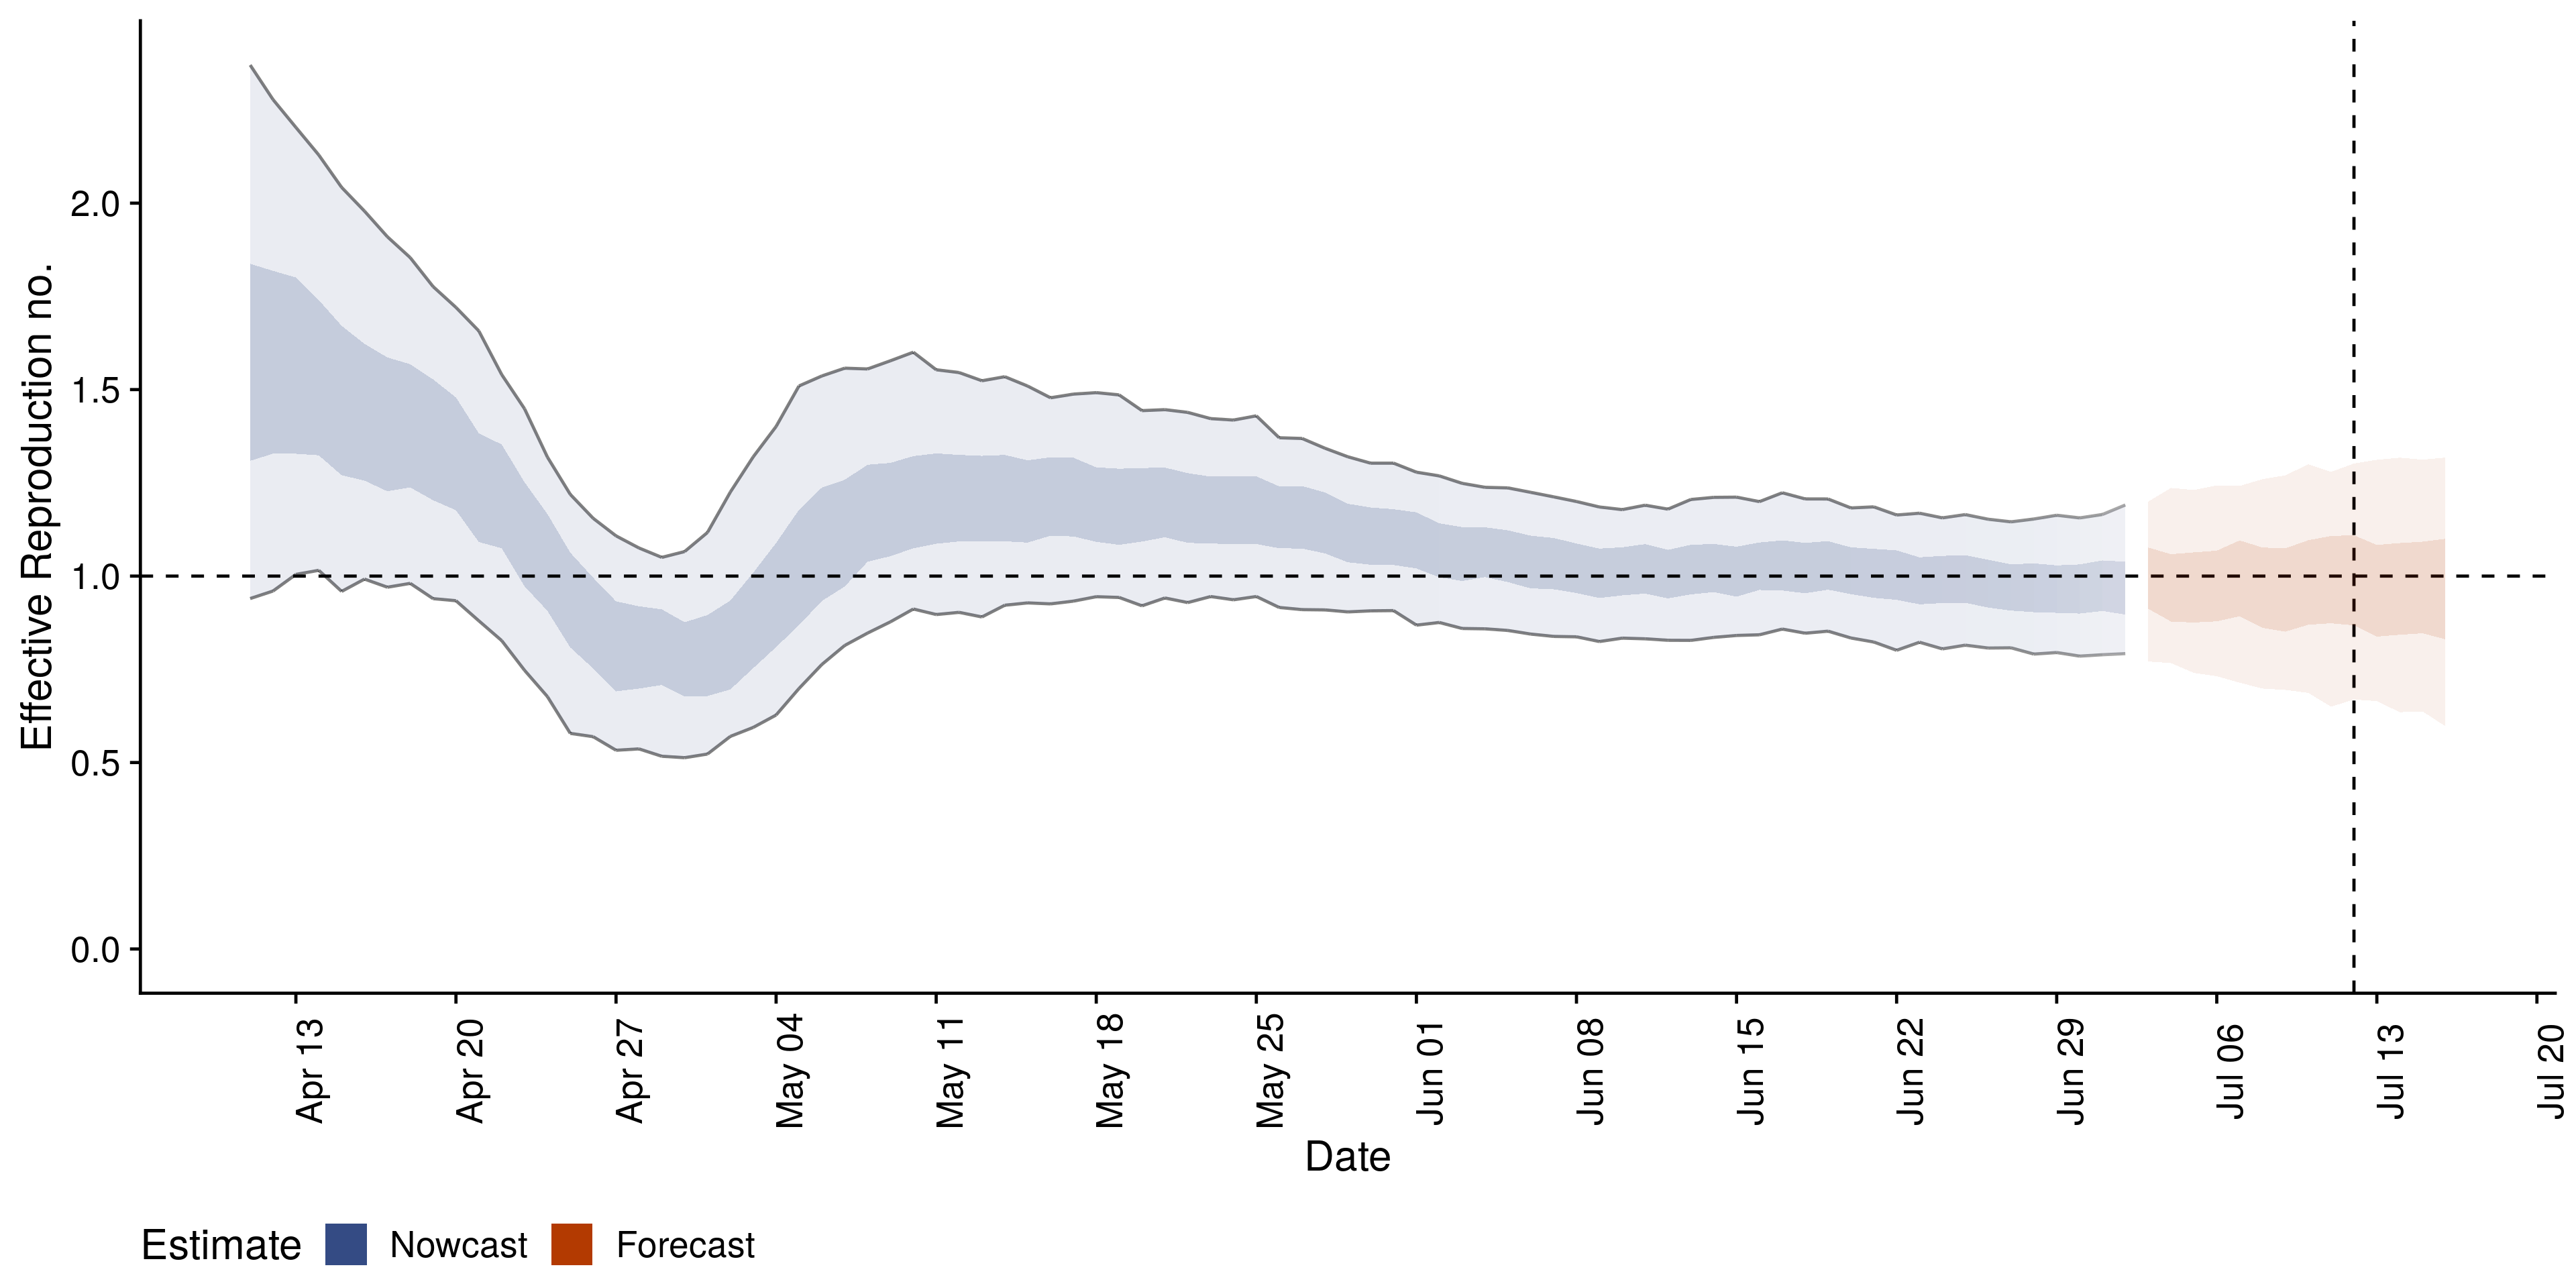 Effective Reproduction no.
2.0
1.5
1.0
0.5
0.0
Apr 13
Apr 20
Apr 27
May 04
May 11
May 18
May 25
Jun 01
Jun 08
Jun 15
Jun 22
Jun 29
Jul 06
Jul 13
Jul 20
Date
Estimate Nowcast Forecast